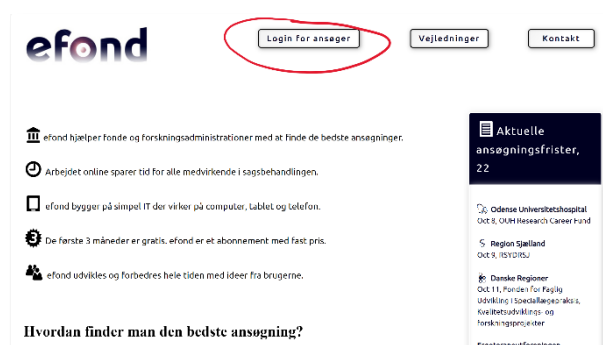 efond
Login for ansøger
Vejledninger
Kontakt
efond hjælper fonde og forskningsadministrationer med at finde de bedste ansøgninger.
Arbejdet online sparer tid for alle medvirkende i sagsbehandlingen.
efond bygger på simpel IT der virker på computer, tablet og telefon.
3 De første 3 måneder er gratis. efond er et abonnement med fast pris.
efond udvikles og forbedres hele tiden med ideer fra brugerne.
Hvordan finder man den bedste ansøgning?
Aktuelle
ansøgningsfrister,
22
Odense Universitetshospital
Oct 8, OUH Research Career Fund
Region Sjælland
Oct 9, RSYDRSJ
Danske Regioner
Oct 11, Fonden for Faglig
Udvikling i Speciallægepraksis,
Kvalitetsudviklings- og
forskningsprojekter